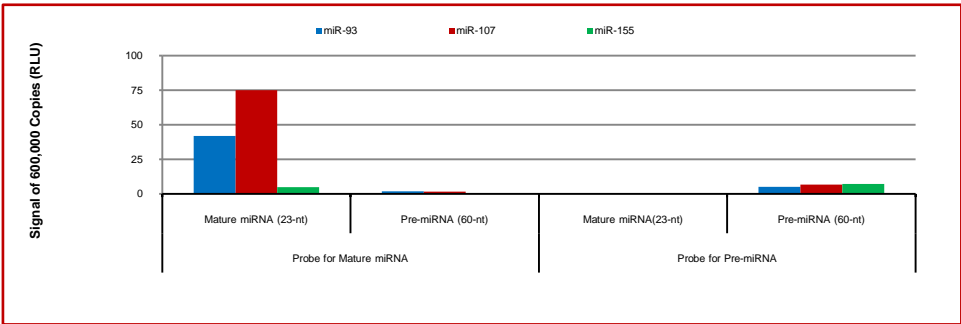 miR-93 miR-107 miR-155
Signal of 600,000 Copies (RLU)
100
75
50
25
0
Mature miRNA (23-nt) Pre-miRNA (60-nt) Mature miRNA(23-nt) Pre-miRNA (60-nt)
Probe for Mature miRNA Probe for Pre-miRNA